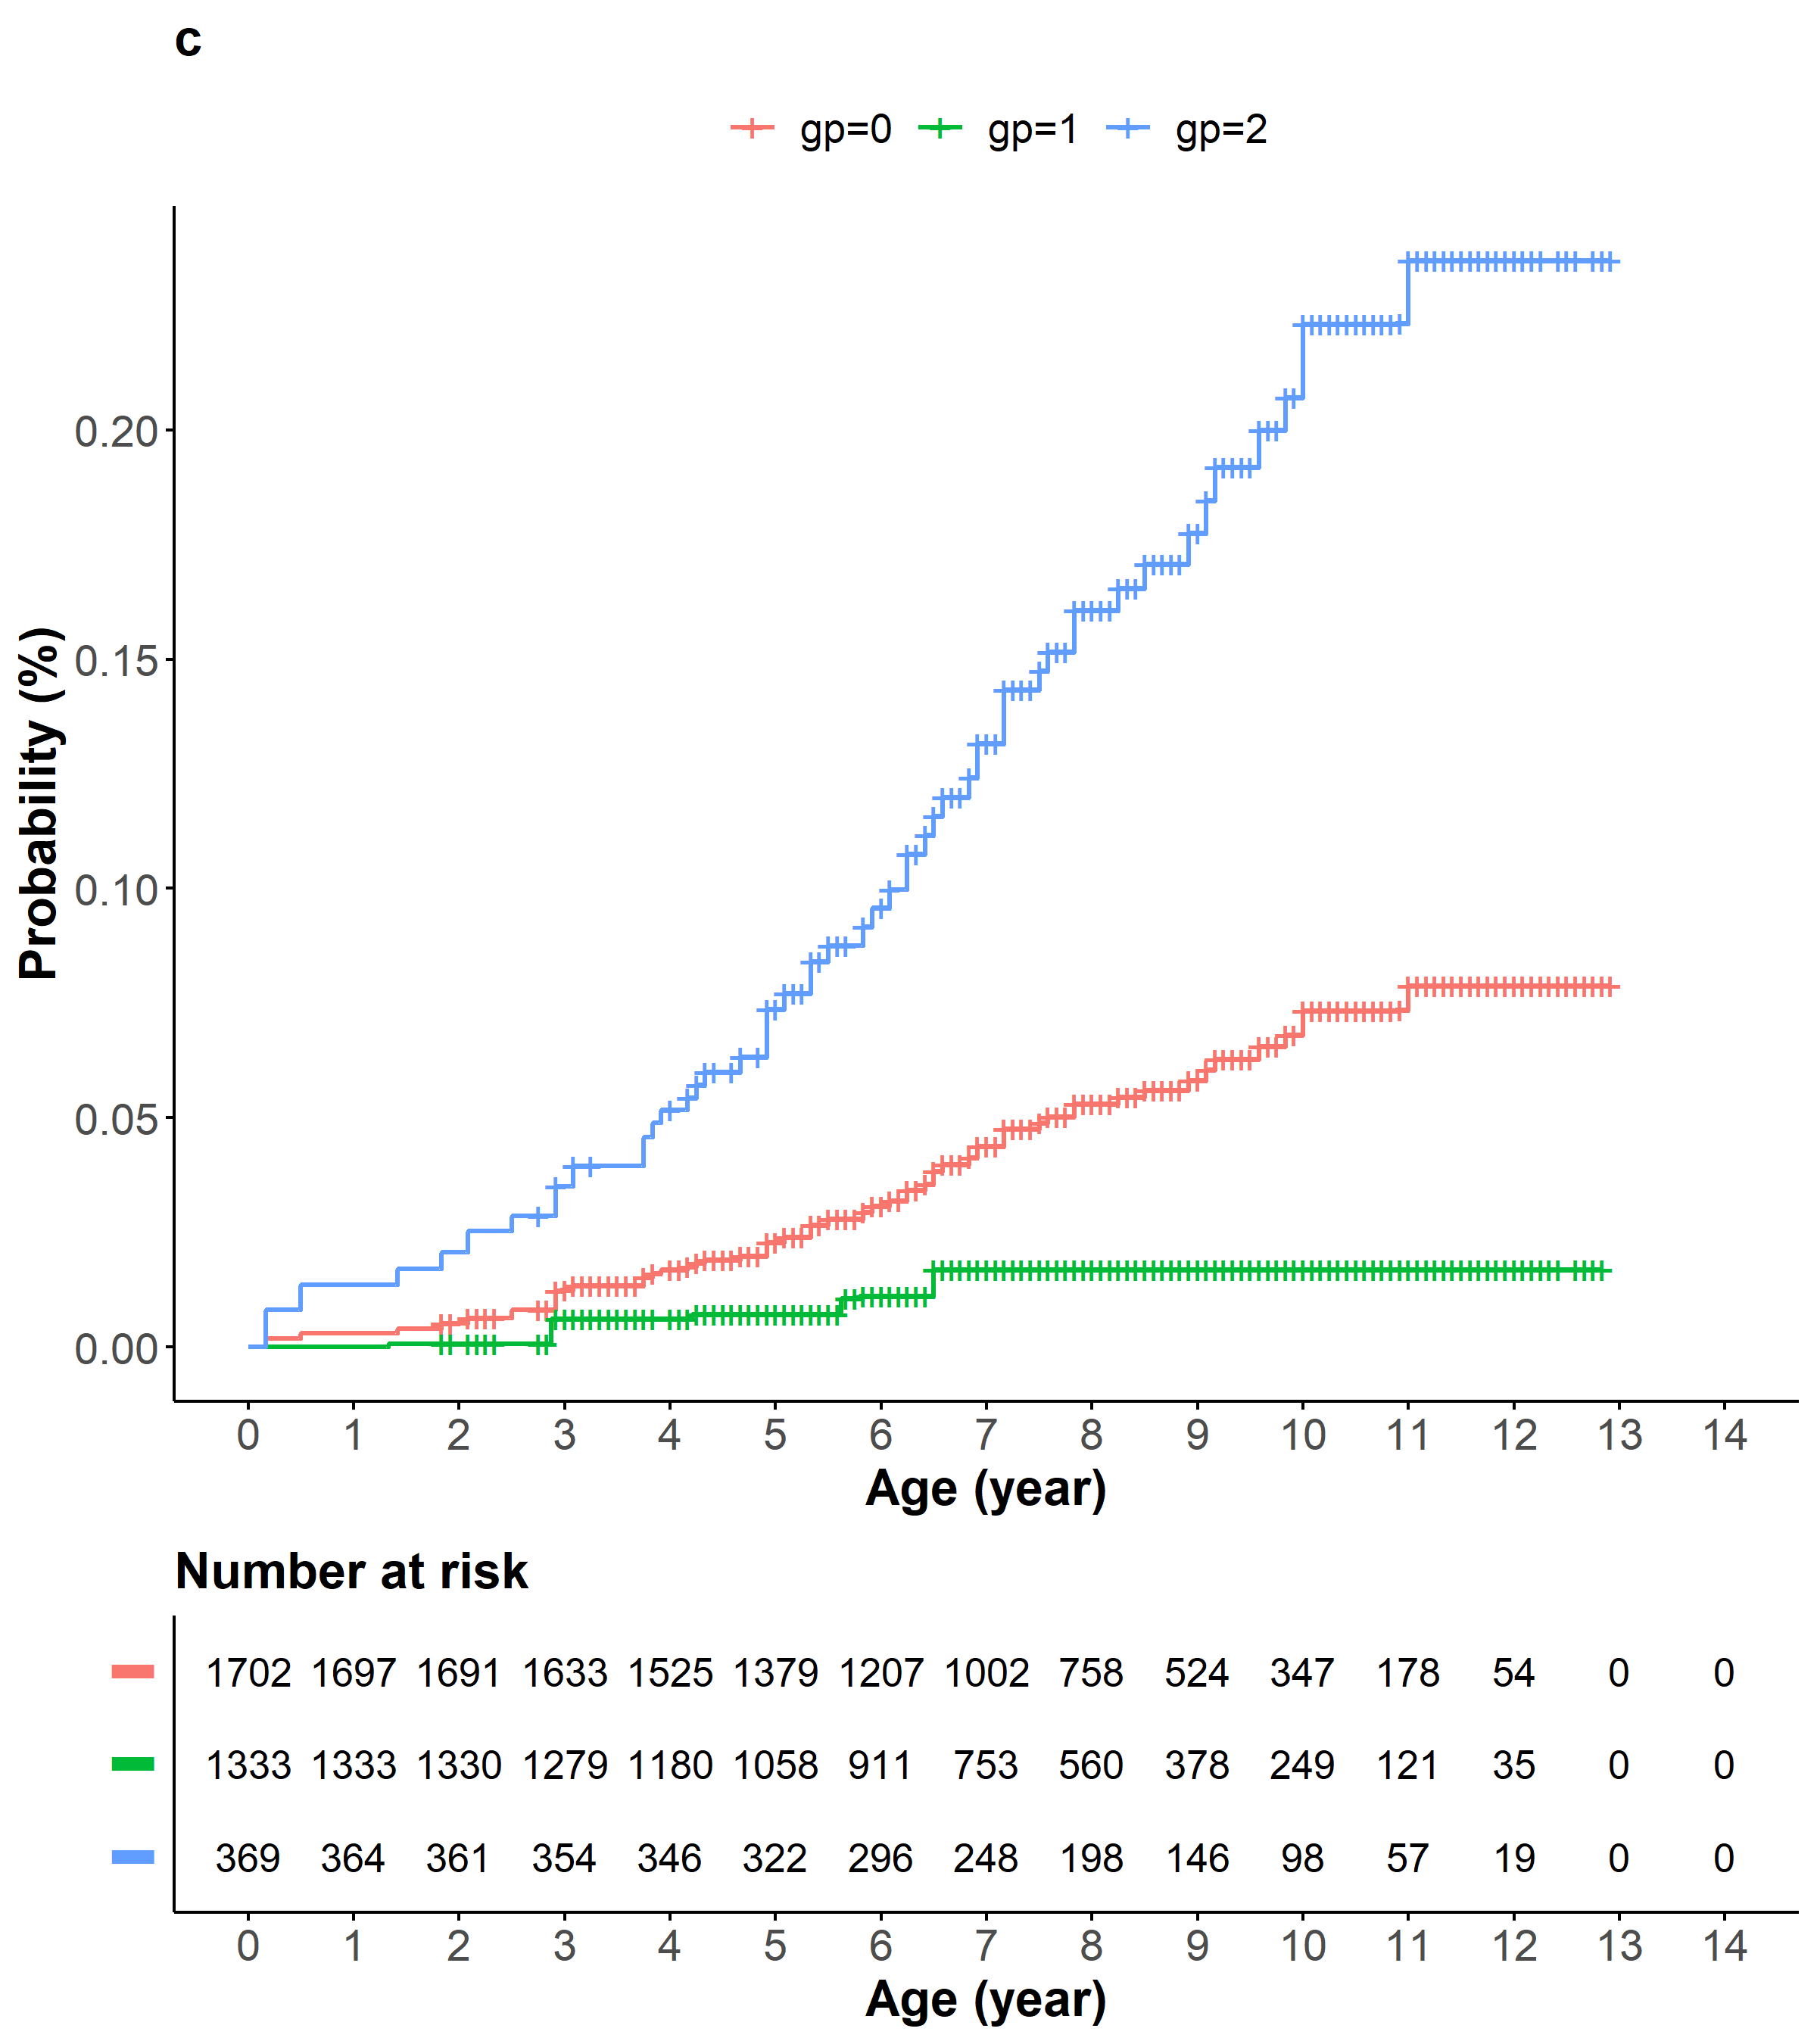 c
gp=0 gp=1 gp=2
Probability (%)
0.20
0.15
0.10
0.05
0.00
0 1 2 3 4 5 6 7 8 9 10 11 12 13 14
Age (year)
Number at risk
1702 1697 1691 1633 1525 1379 1207 1002 758 524 347 178 54 0 0
1333 1333 1330 1279 1180 1058 911 753 560 378 249 121 35 0 0
369 364 361 354 346 322 296 248 198 146 98 57 19 0 0
0 1 2 3 4 5 6 7 8 9 10 11 12 13 14
Age (year)